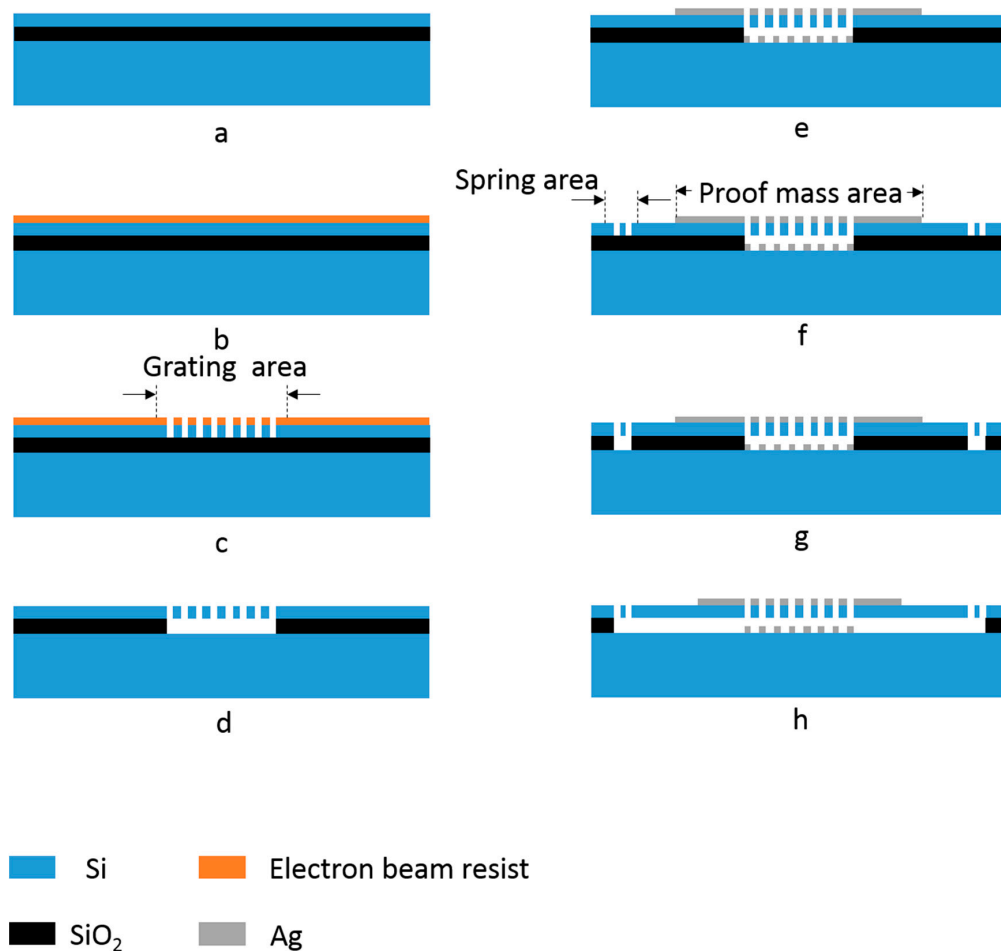 a
b
Grating area
c
d
e
Spring area
Proof mass area
f
g
h
Si
Electron beam resist
SiO₂
Ag